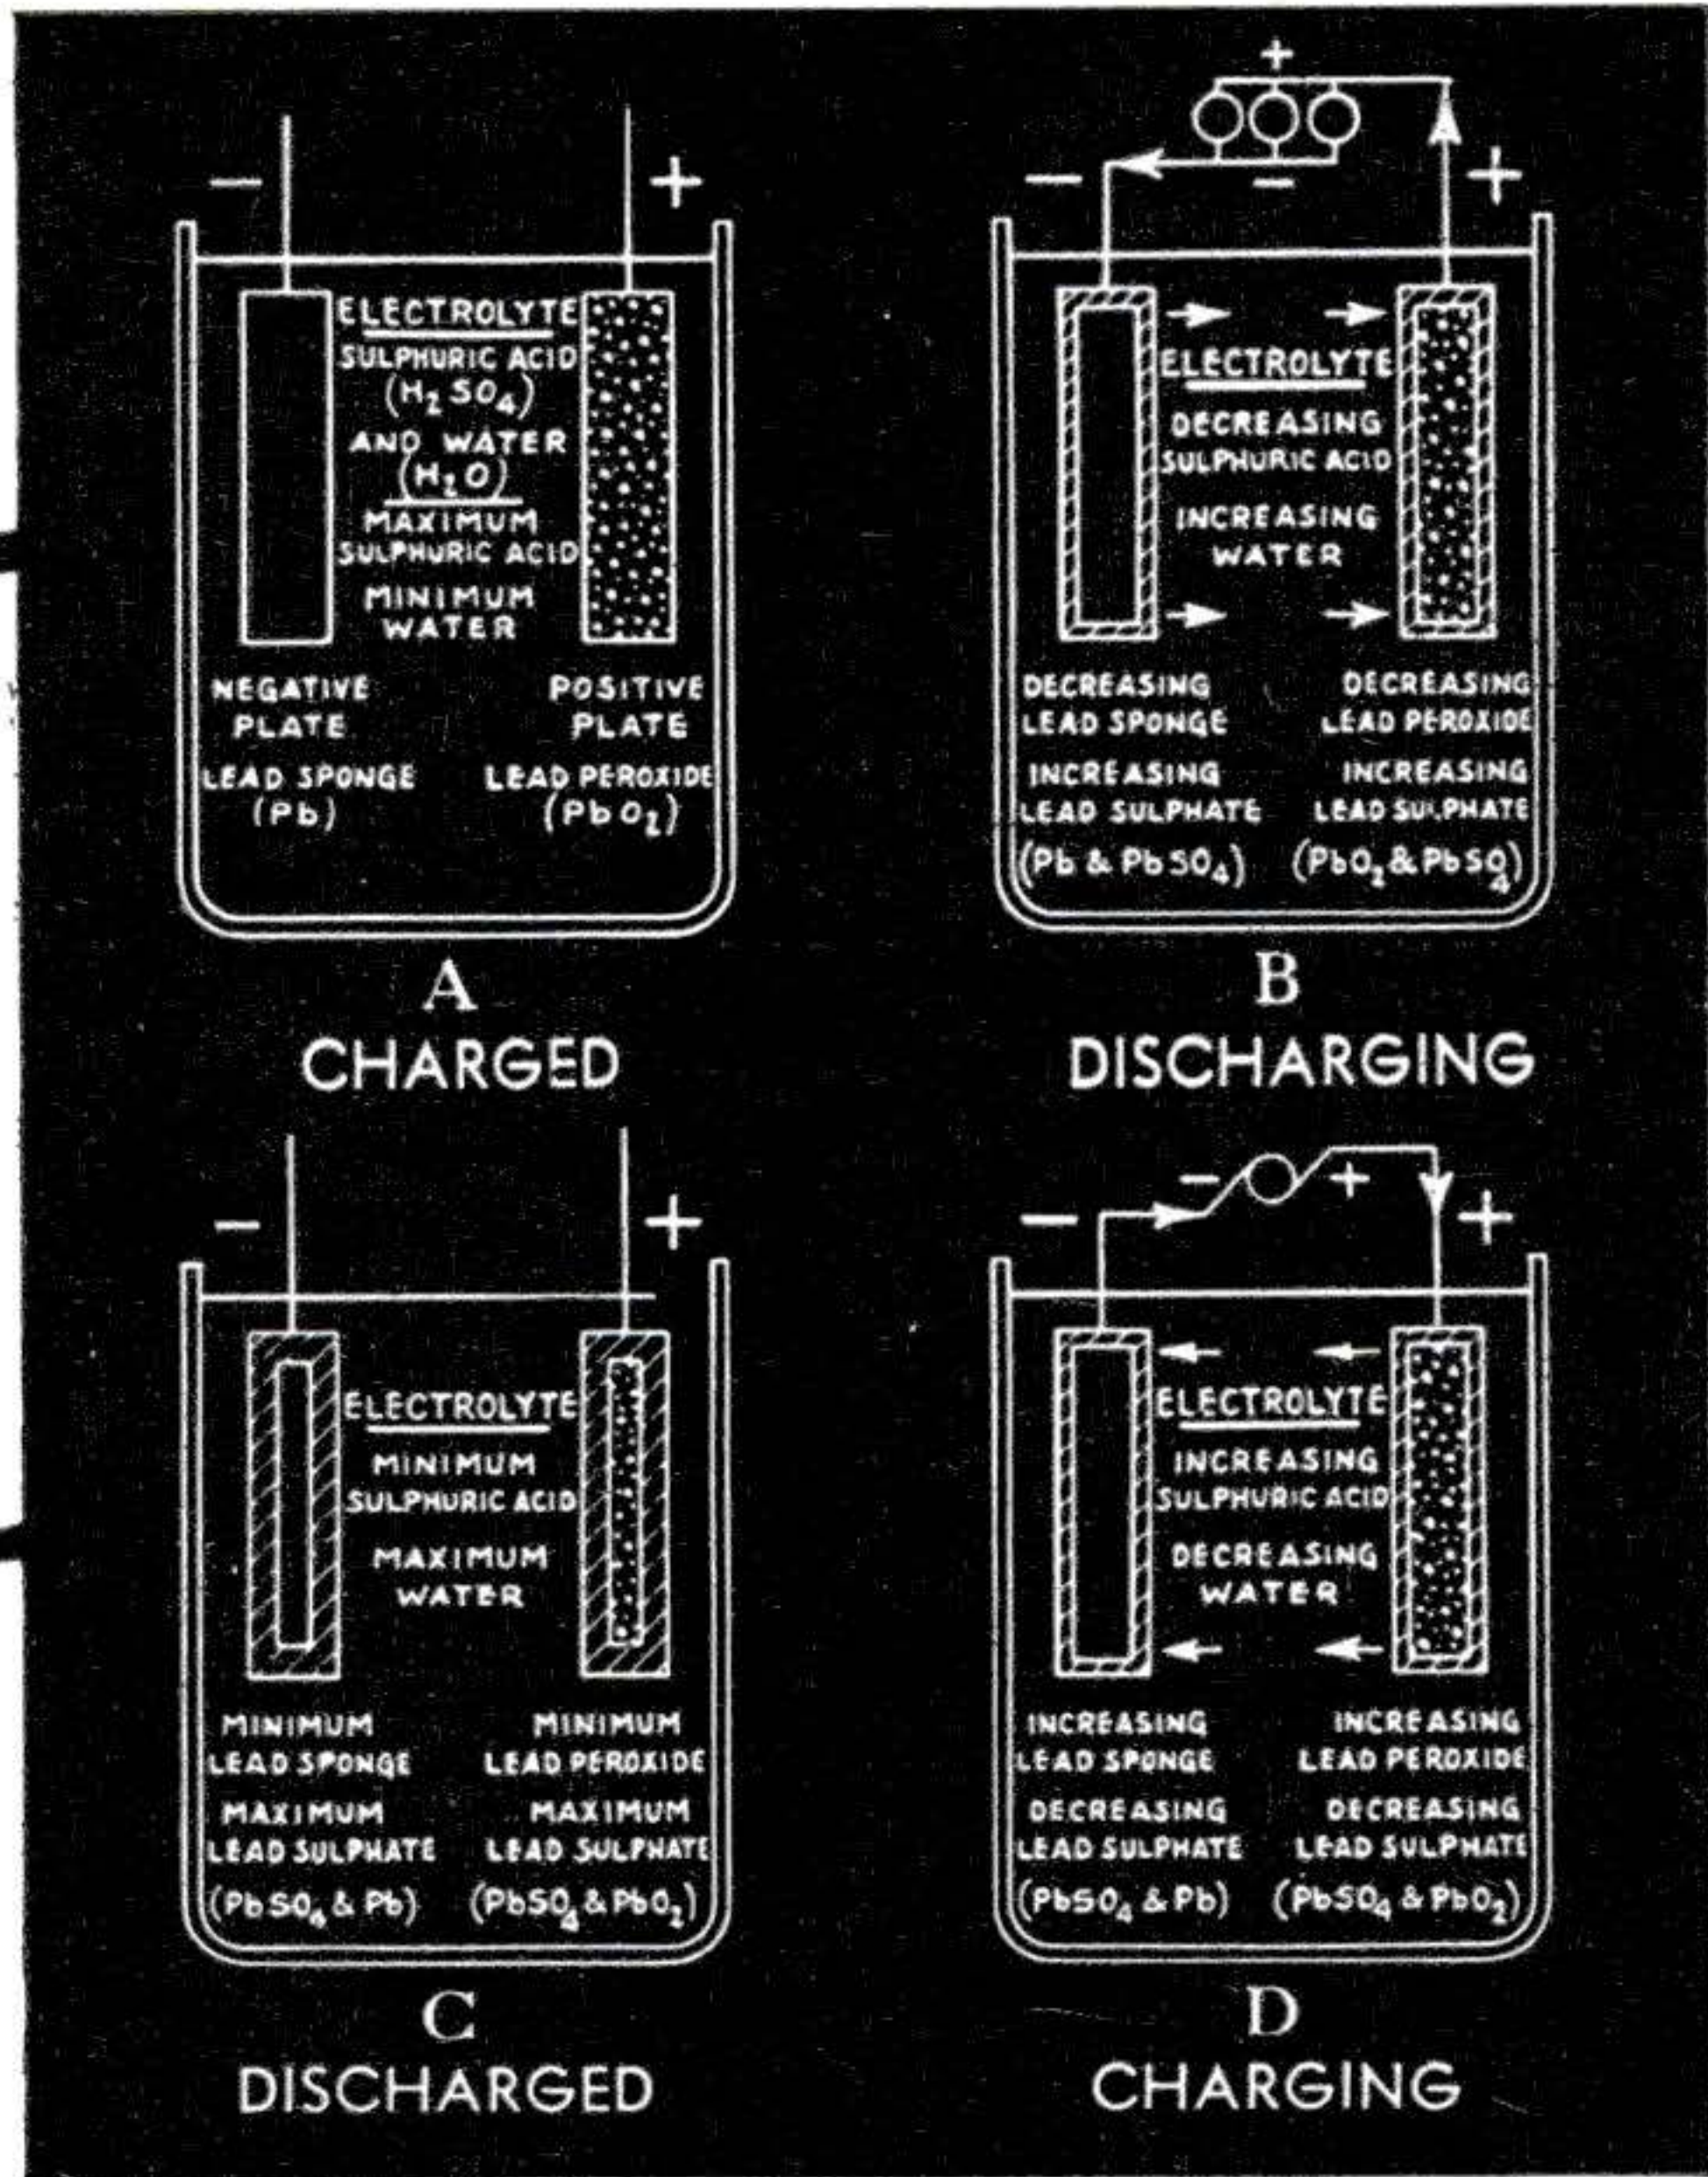 − +
ELECTROLYTE
SULPHURIC ACID
(H₂SO₄)
AND WATER
(H₂O)
MAXIMUM
SULPHURIC ACID
MINIMUM
WATER
NEGATIVE
PLATE
LEAD SPONGE
(Pb)
POSITIVE
PLATE
LEAD PEROXIDE
(PbO₂)
A
CHARGED
+
− − +
ELECTROLYTE
DECREASING
SULPHURIC ACID
INCREASING
WATER
DECREASING
LEAD SPONGE
INCREASING
LEAD SULPHATE
(Pb & PbSO₄)
DECREASING
LEAD PEROXIDE
INCREASING
LEAD SULPHATE
(PbO₂ & PbSO₄)
B
DISCHARGING
− +
ELECTROLYTE
MINIMUM
SULPHURIC ACID
MAXIMUM
WATER
MINIMUM
LEAD SPONGE
MAXIMUM
LEAD SULPHATE
(PbSO₄ & Pb)
MINIMUM
LEAD PEROXIDE
MAXIMUM
LEAD SULPHATE
(PbSO₄ & PbO₂)
C
DISCHARGED
− +
− +
ELECTROLYTE
INCREASING
SULPHURIC ACID
DECREASING
WATER
INCREASING
LEAD SPONGE
DECREASING
LEAD SULPHATE
(PbSO₄ & Pb)
INCREASING
LEAD PEROXIDE
DECREASING
LEAD SULPHATE
(PbSO₄ & PbO₂)
D
CHARGING